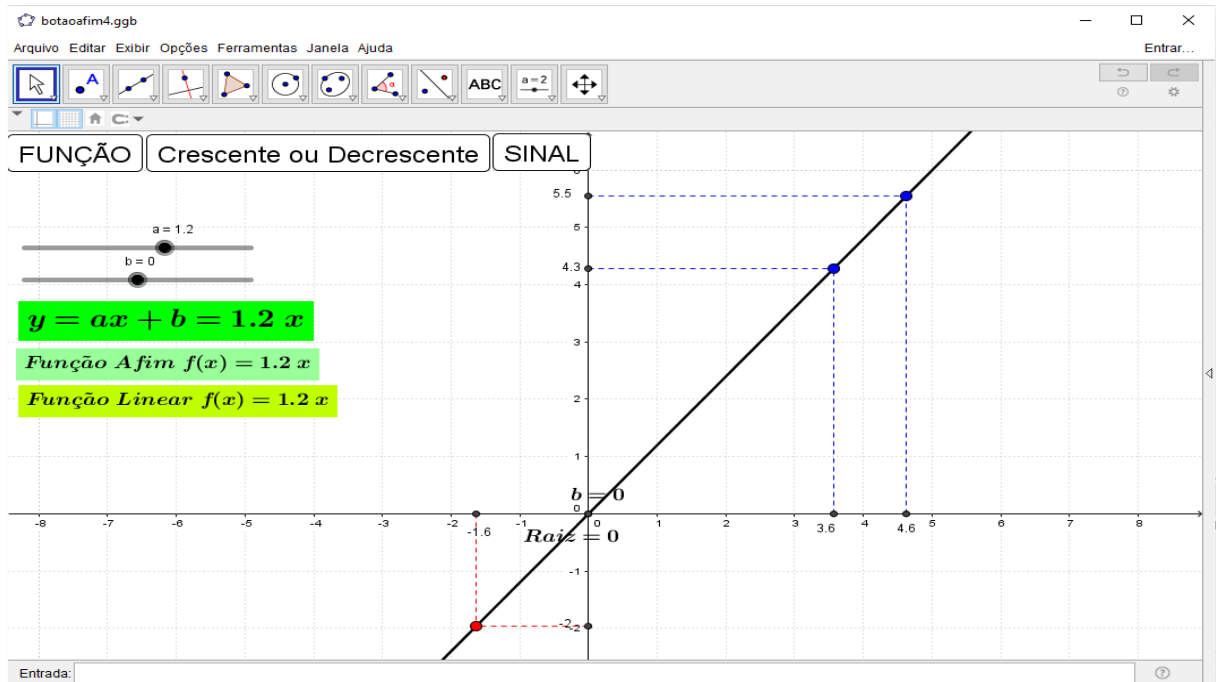 botaoafim4.ggb
Arquivo Editar Exibir Opções Ferramentas Janela Ajuda
Entrar...
A
α
ABC
a=2
FUNÇÃO
Crescente ou Decrescente
SINAL
a = 1.2
b = 0
y = ax + b = 1.2 x
Função Afim f(x) = 1.2 x
Função Linear f(x) = 1.2 x
6
5.5
5
4.3
4
3
2
1
b = 0
0
-8 -7 -6 -5 -4 -3 -2 -1.6 -1 0 1 2 3 3.6 4 4.6 5 6 7 8
Raiz = 0
-1
-2
-2
Entrada: